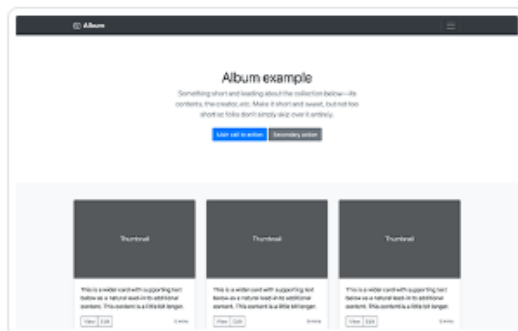 Album
Album example
Something short and leading about the collection below—its
contents, the creator, etc. Make it short and sweet, but not too
short so folks don't simply skip over it entirely.
Main call to action Secondary action
Thumbnail Thumbnail Thumbnail
This is a wider card with supporting text This is a wider card with supporting text This is a wider card with supporting text
below as a natural lead-in to additional below as a natural lead-in to additional below as a natural lead-in to additional
content. This content is a little bit longer. content. This content is a little bit longer. content. This content is a little bit longer.
View Edit 9 mins View Edit 9 mins View Edit 9 mins